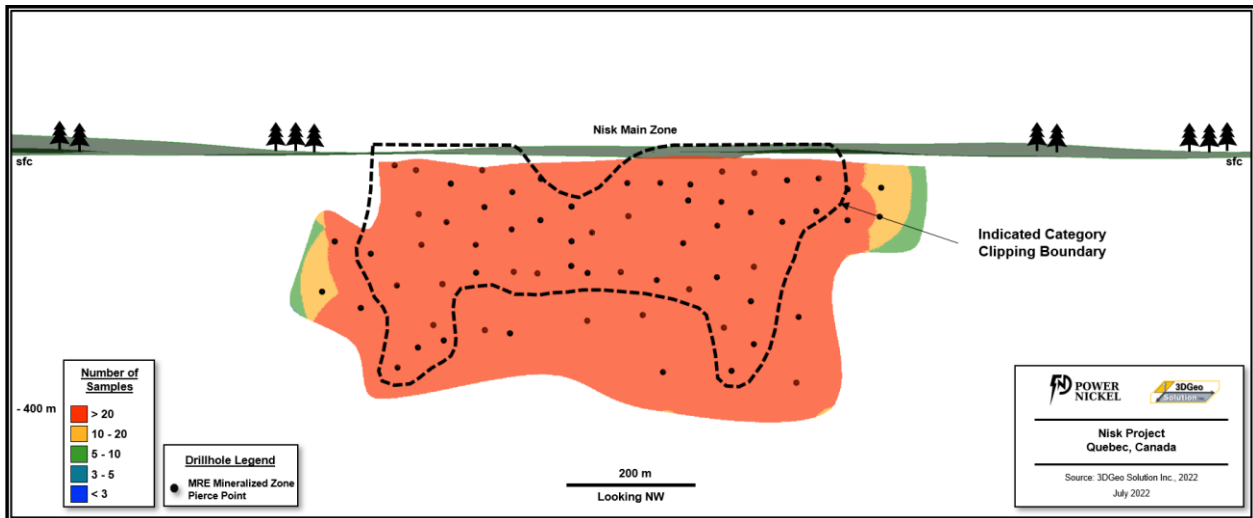 Nisk Main Zone
sfc
sfc
Indicated Category
Clipping Boundary
- 400 m
Number of
Samples
> 20
10 - 20
5 - 10
3 - 5
< 3
Drillhole Legend
MRE Mineralized Zone
Pierce Point
200 m
Looking NW
POWER
NICKEL
3DGeo
Solution Inc.
Nisk Project
Quebec, Canada
Source: 3DGeo Solution Inc., 2022
July 2022